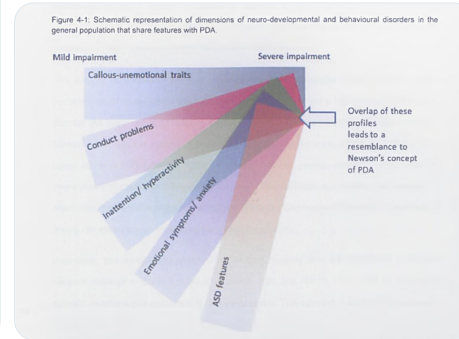 Figure 4-1. Schematic representation of dimensions of neuro-developmental and behavioural disorders in the
general population that share features with PDA.
Mild impairment
Severe impairment
Callous-unemotional traits
Conduct problems
Inattention/ hyperactivity
Emotional symptoms/ anxiety
ASD features
Overlap of these
profiles
leads to a
resemblance to
Newson's concept
of PDA